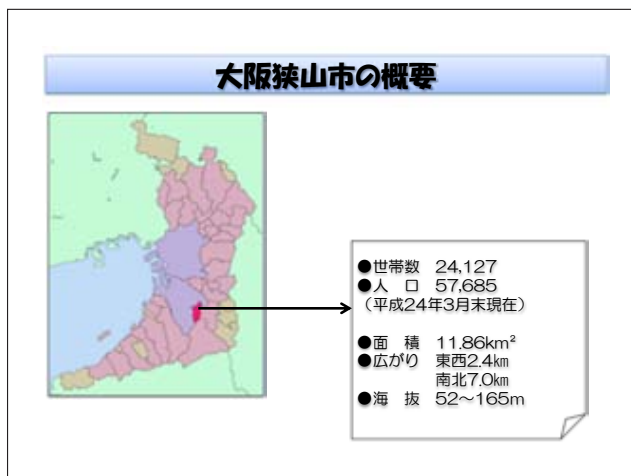 大阪狭山市の概要
●世帯数 24,127
●人 口 57,685
（平成24年3月末現在）
●面 積 11.86km²
●広がり 東西2.4㎞
南北7.0㎞
●海 抜 52～165m